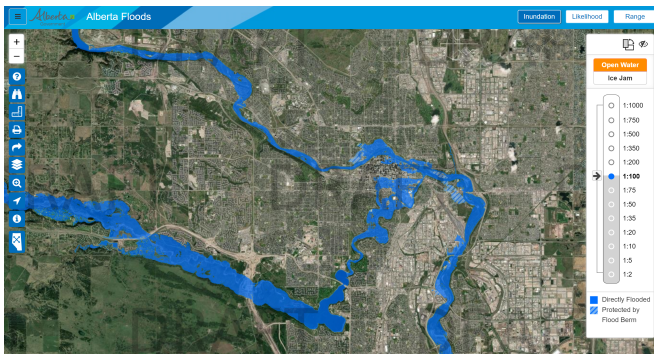 Alberta
Alberta Floods
Inundation
Likelihood
Range
Open Water
Ice Jam
1:1000
1:750
1:500
1:350
1:200
1:100
1:75
1:50
1:35
1:20
1:10
1:5
1:2
Directly Flooded
Protected by
Flood Berm